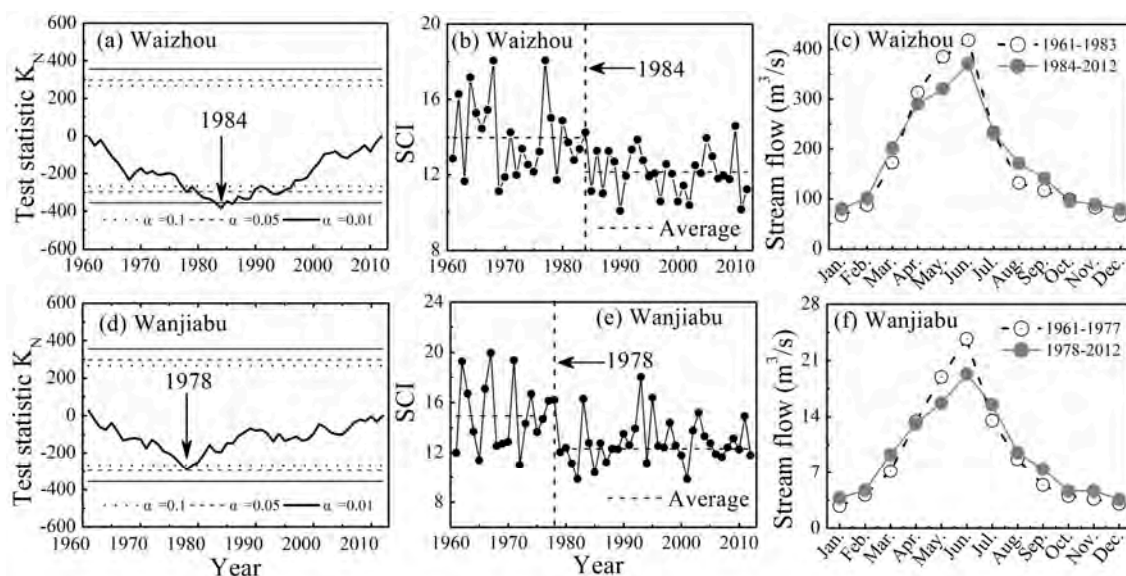 (a) Waizhou
Test statistic K_N
600
400
200
0
-200
-400
-600
1984
α=0.1
α=0.05
α=0.01
1960 1970 1980 1990 2000 2010
(b) Waizhou
SCI
20
16
12
8
1984
Average
1960 1970 1980 1990 2000 2010
(c) Waizhou
Stream flow (m³/s)
400
300
200
100
0
1961-1983
1984-2012
Jan. Feb. Mar. Apr. May. Jun. Jul. Aug. Sep. Oct. Nov. Dec.
(d) Wanjiabu
Test statistic K_N
600
400
200
0
-200
-400
-600
1978
α=0.1
α=0.05
α=0.01
1960 1970 1980 1990 2000 2010
Year
(e) Wanjiabu
SCI
24
20
16
12
8
1978
Average
1960 1970 1980 1990 2000 2010
Year
(f) Wanjiabu
Stream flow (m³/s)
28
21
14
7
0
1961-1977
1978-2012
Jan. Feb. Mar. Apr. May. Jun. Jul. Aug. Sep. Oct. Nov. Dec.